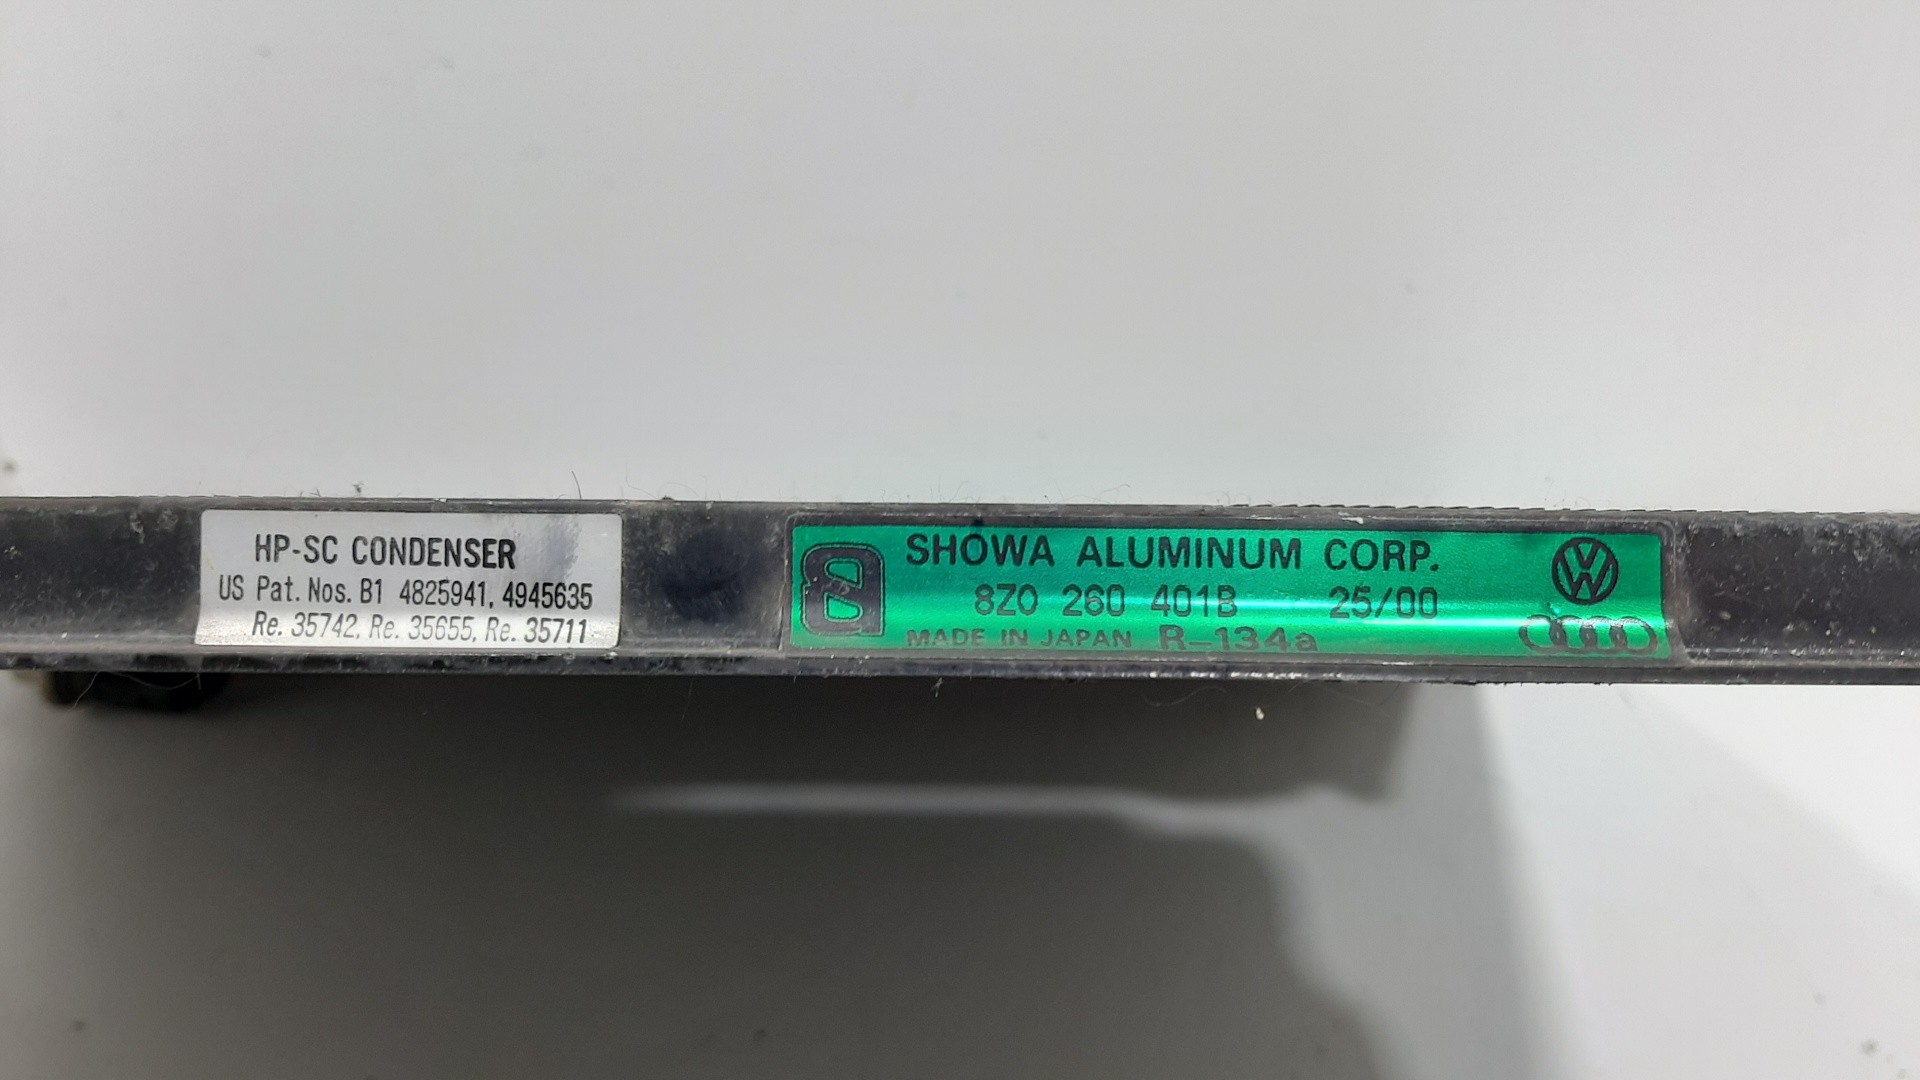 HP-SC CONDENSER
US Pat. Nos. B1 4825941, 4945635
Re. 35742, Re. 35655, Re. 35711
SHOWA ALUMINUM CORP.
8Z0 260 401B 25/00
MADE IN JAPAN R-134a